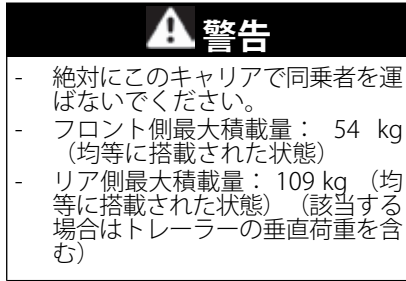 警告
- 絶対にこのキャリアで同乗者を運
ばないでください。
- フロント側最大積載量： 54 kg
（均等に搭載された状態）
- リア側最大積載量：109 kg （均
等に搭載された状態）（該当する
場合はトレーラーの垂直荷重を含
む）